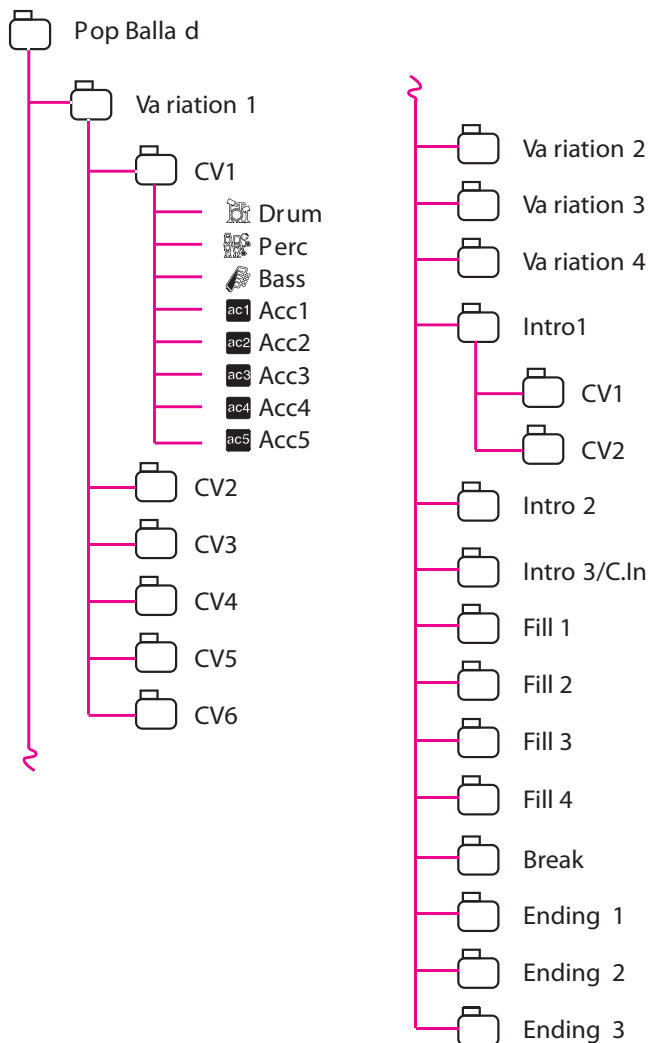 Pop Balla d
Va riation 1
CV1
Drum
Perc
Bass
ac1 Acc1
ac2 Acc2
ac3 Acc3
ac4 Acc4
ac5 Acc5
CV2
CV3
CV4
CV5
CV6
Va riation 2
Va riation 3
Va riation 4
Intro1
CV1
CV2
Intro 2
Intro 3/C.In
Fill 1
Fill 2
Fill 3
Fill 4
Break
Ending 1
Ending 2
Ending 3